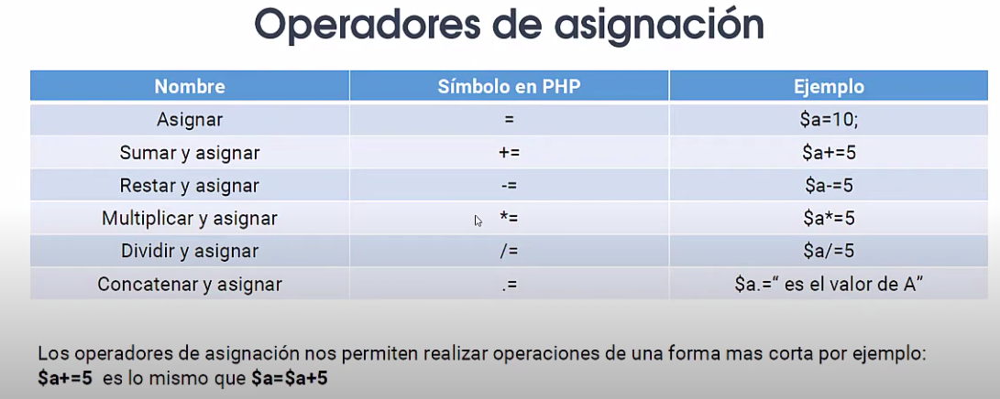 Operadores de asignación
Nombre Símbolo en PHP Ejemplo
Asignar = $a=10;
Sumar y asignar += $a+=5
Restar y asignar -= $a-=5
Multiplicar y asignar *= $a*=5
Dividir y asignar /= $a/=5
Concatenar y asignar .= $a.=“ es el valor de A”
Los operadores de asignación nos permiten realizar operaciones de una forma mas corta por ejemplo:
$a+=5 es lo mismo que $a=$a+5